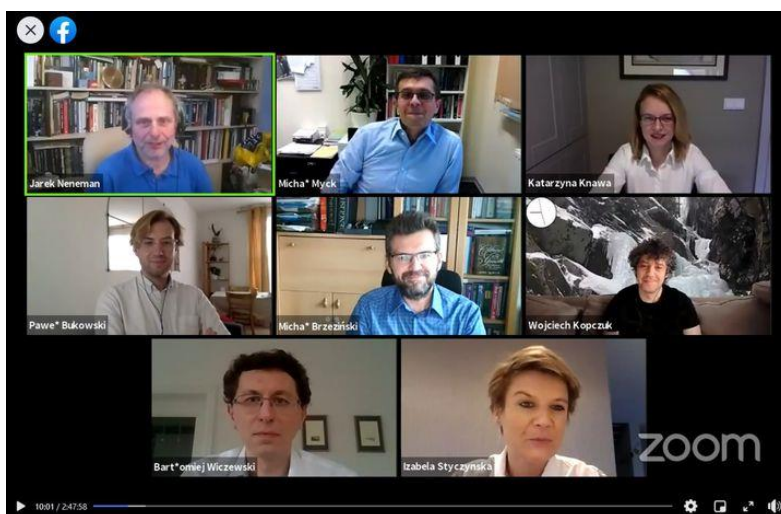 Jarek Neneman
Micha* Myck
Katarzyna Knawa
Pawe* Bukowski
Micha* Brzeziński
Wojciech Kopczuk
Bart*omiej Wiczewski
Izabela Styczynska
zoom
10:01 / 2:47:58